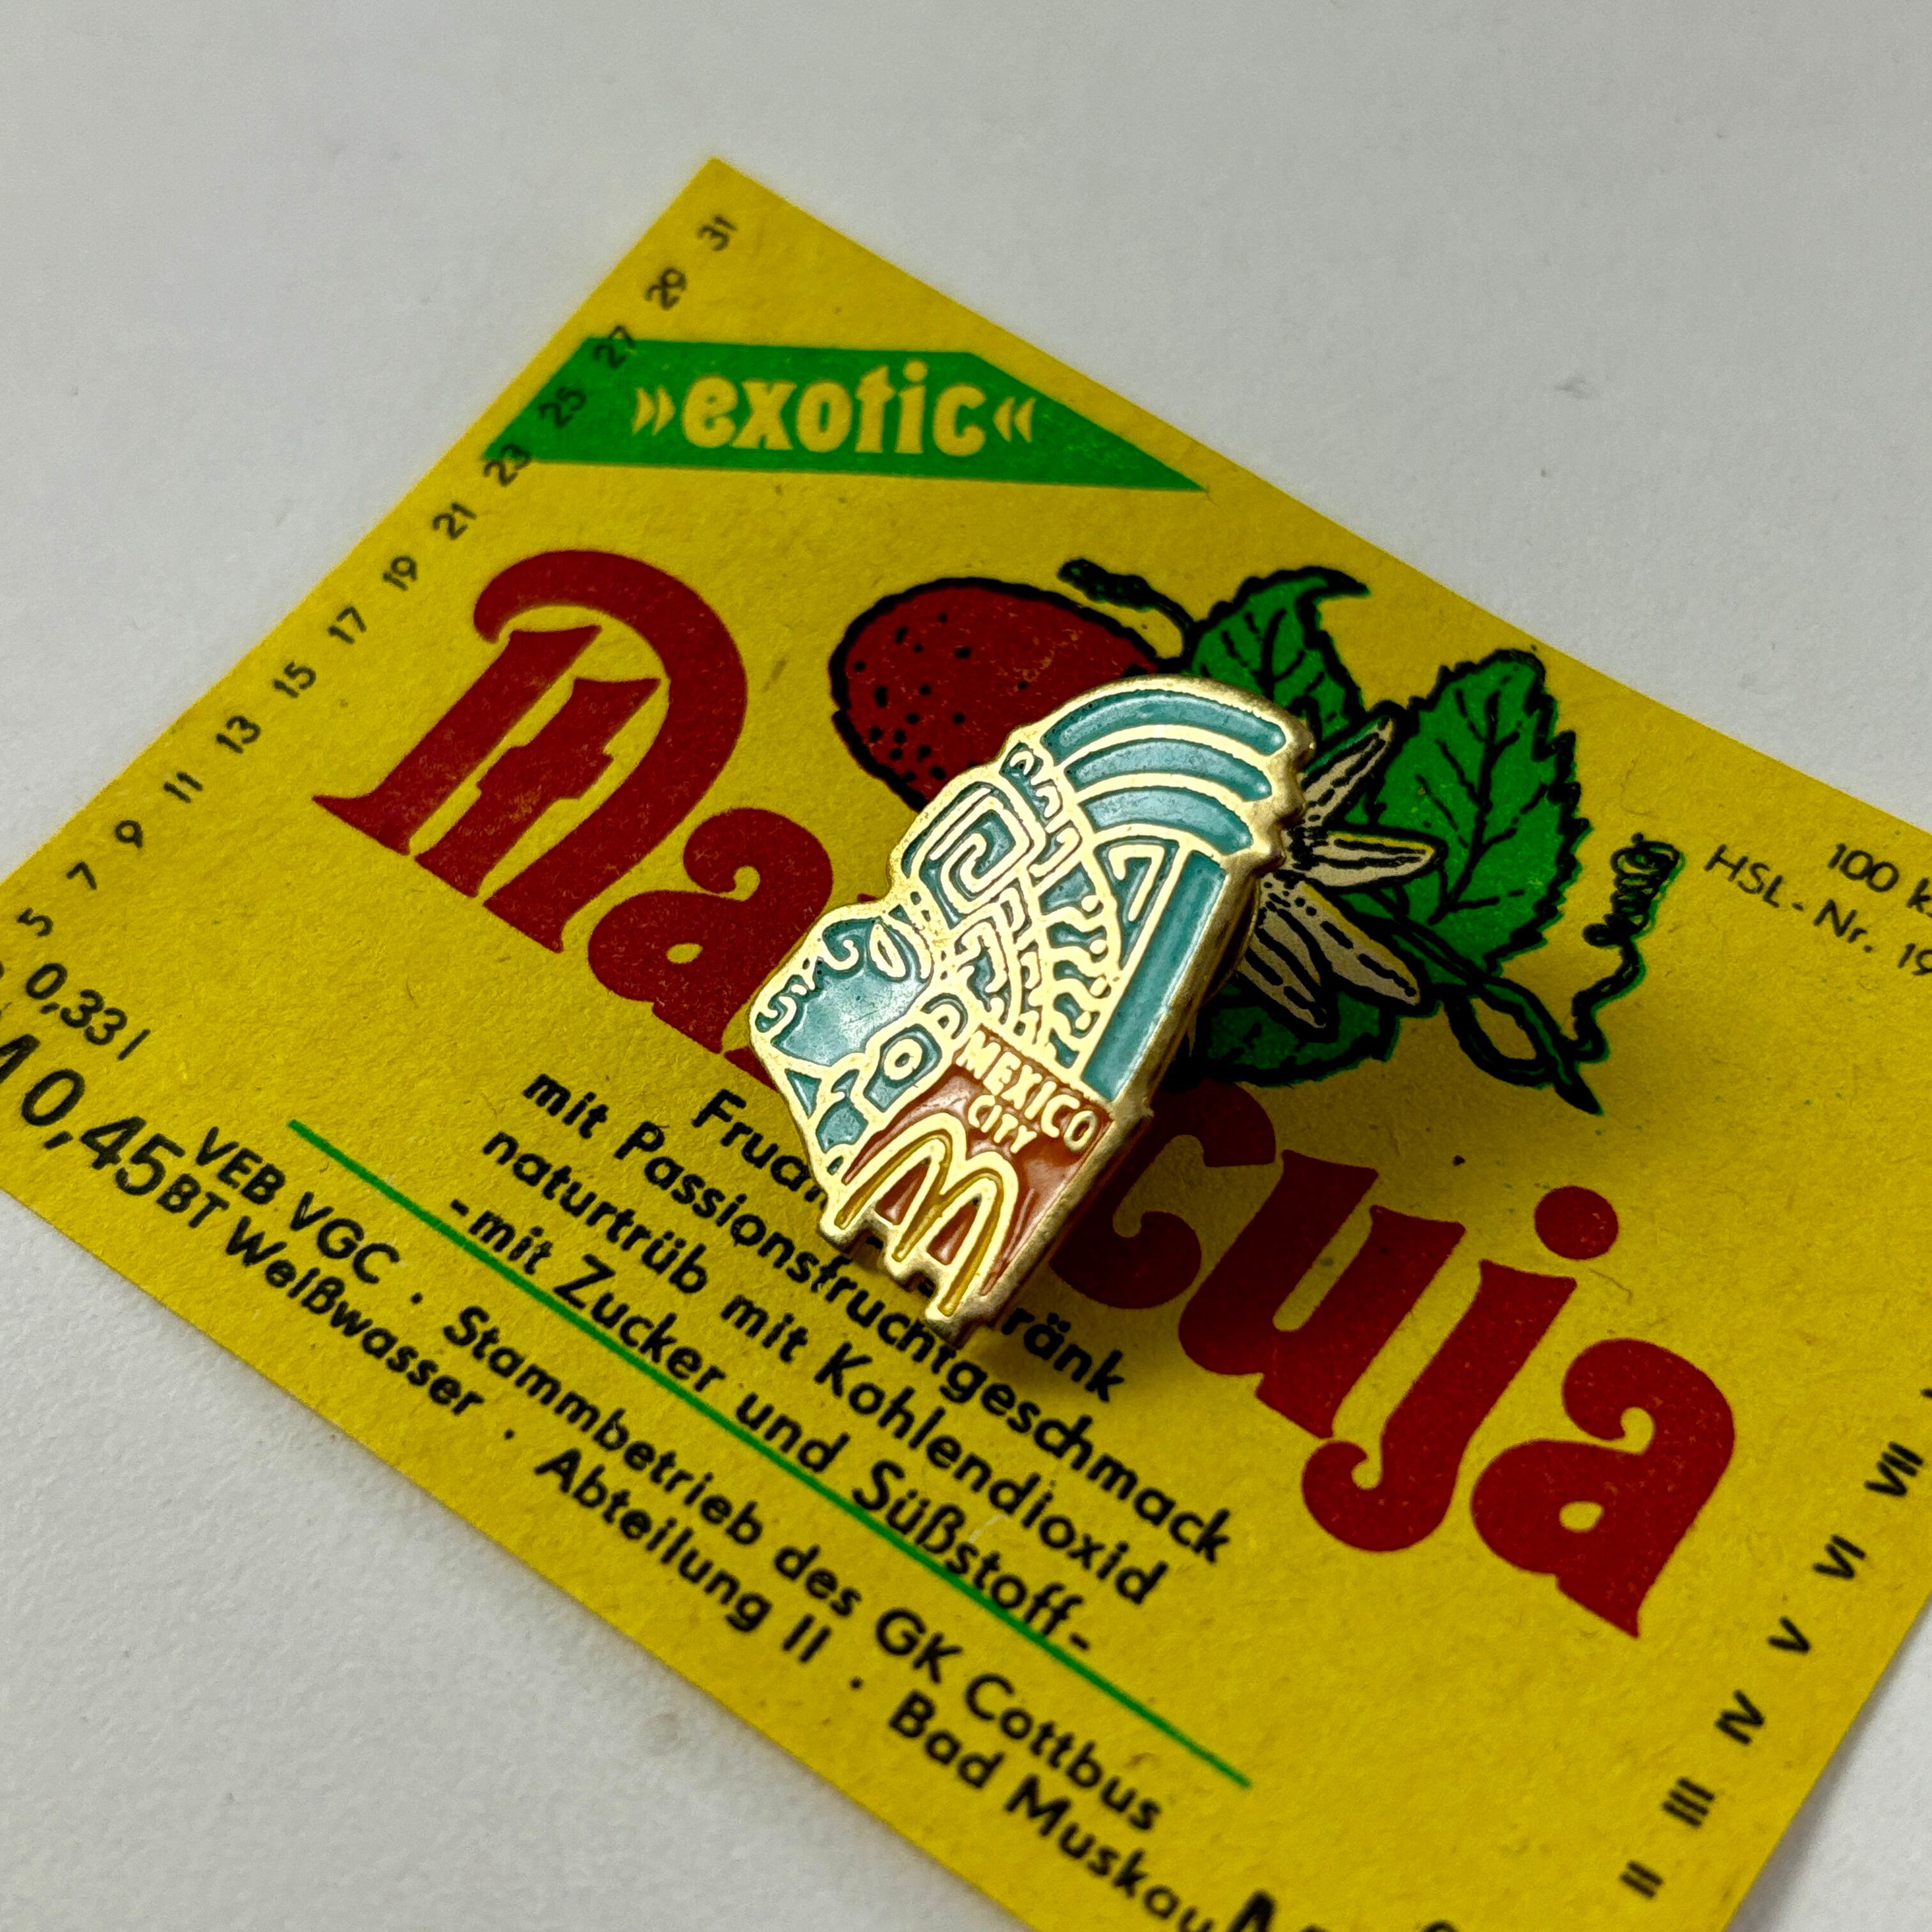 »exotic«
31
29
27
25
23
21
19
17
15
13
11
9
7
5
100
HSL-Nr.
MEXICO
CITY
M
mit Passionsfruchtgeschmack
naturtrüb mit Kohlendioxid
-mit Zucker und Süßstoff-
0,33 l
0,45
VEB VGC · Stammbetrieb des GK Cottbus
BT Weißwasser · Abteilung II · Bad Muskau
VII
VI
V
IV
III
II